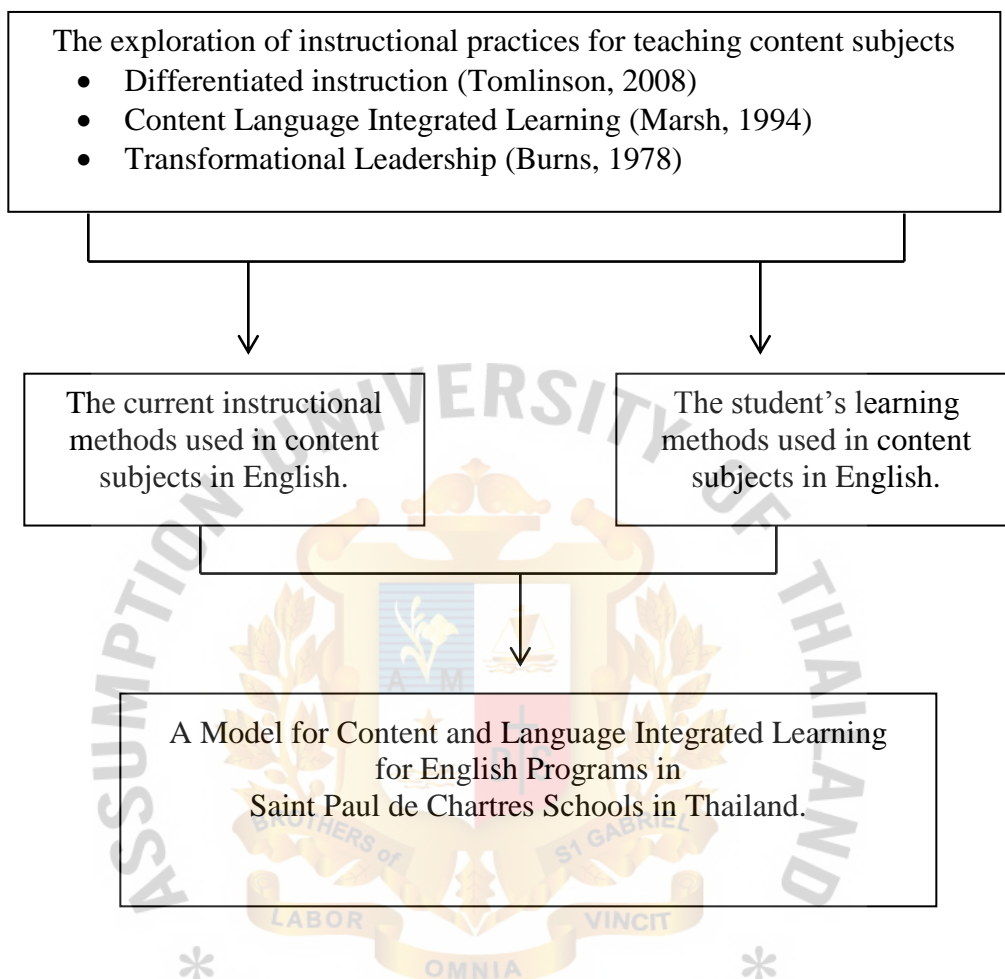 The exploration of instructional practices for teaching content subjects
• Differentiated instruction (Tomlinson, 2008)
• Content Language Integrated Learning (Marsh, 1994)
• Transformational Leadership (Burns, 1978)
The current instructional
methods used in content
subjects in English.
The student’s learning
methods used in content
subjects in English.
A Model for Content and Language Integrated Learning
for English Programs in
Saint Paul de Chartres Schools in Thailand.
ASSUMPTION UNIVERSITY OF THAILAND
A M
D S
BROTHERS of
S1 GABRIEL
LABOR
VINCIT
OMNIA